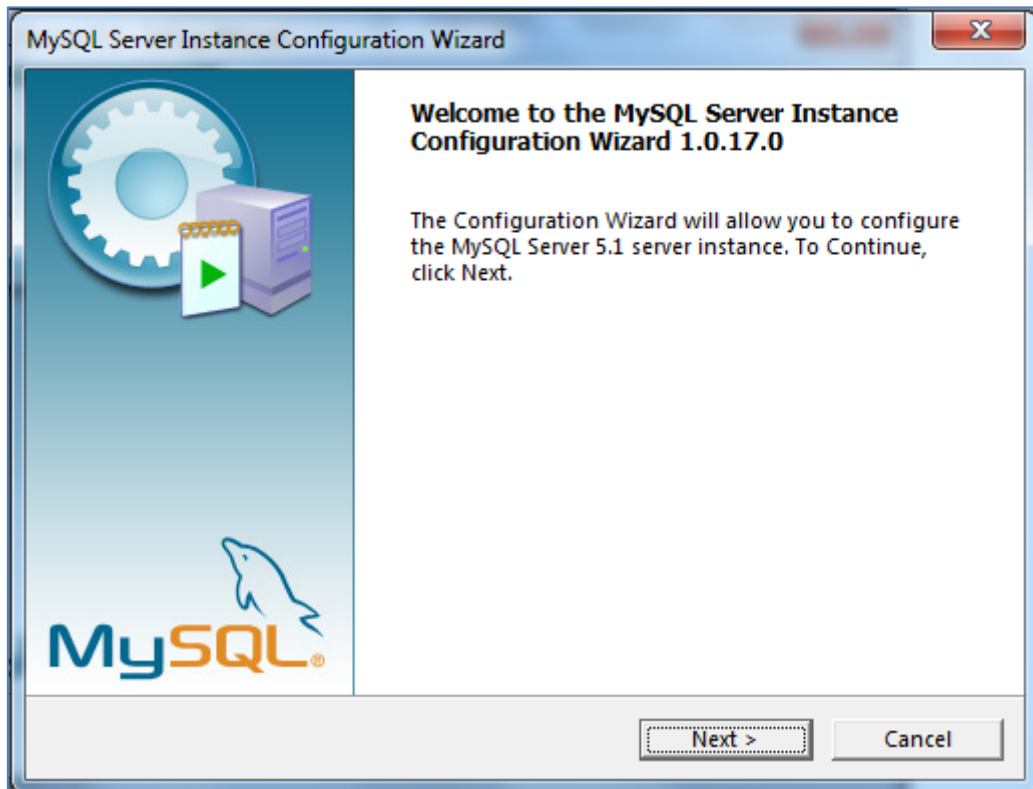 MySQL Server Instance Configuration Wizard
X
Welcome to the MySQL Server Instance
Configuration Wizard 1.0.17.0
The Configuration Wizard will allow you to configure
the MySQL Server 5.1 server instance. To Continue,
click Next.
MySQL®
Next >
Cancel